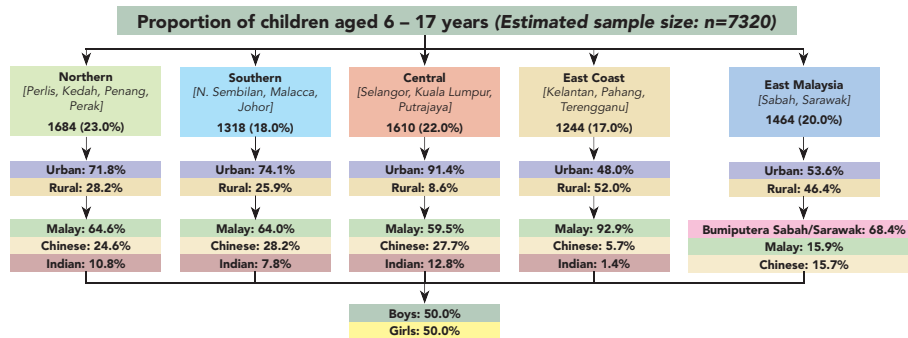 Proportion of children aged 6 – 17 years (Estimated sample size: n=7320)
Northern
[Perlis, Kedah, Penang,
Perak]
1684 (23.0%)
Urban: 71.8%
Rural: 28.2%
Malay: 64.6%
Chinese: 24.6%
Indian: 10.8%
Southern
[N. Sembilan, Malacca,
Johor]
1318 (18.0%)
Urban: 74.1%
Rural: 25.9%
Malay: 64.0%
Chinese: 28.2%
Indian: 7.8%
Central
[Selangor, Kuala Lumpur,
Putrajaya]
1610 (22.0%)
Urban: 91.4%
Rural: 8.6%
Malay: 59.5%
Chinese: 27.7%
Indian: 12.8%
East Coast
[Kelantan, Pahang,
Terengganu]
1244 (17.0%)
Urban: 48.0%
Rural: 52.0%
Malay: 92.9%
Chinese: 5.7%
Indian: 1.4%
East Malaysia
[Sabah, Sarawak]
1464 (20.0%)
Urban: 53.6%
Rural: 46.4%
Bumiputera Sabah/Sarawak: 68.4%
Malay: 15.9%
Chinese: 15.7%
Boys: 50.0%
Girls: 50.0%